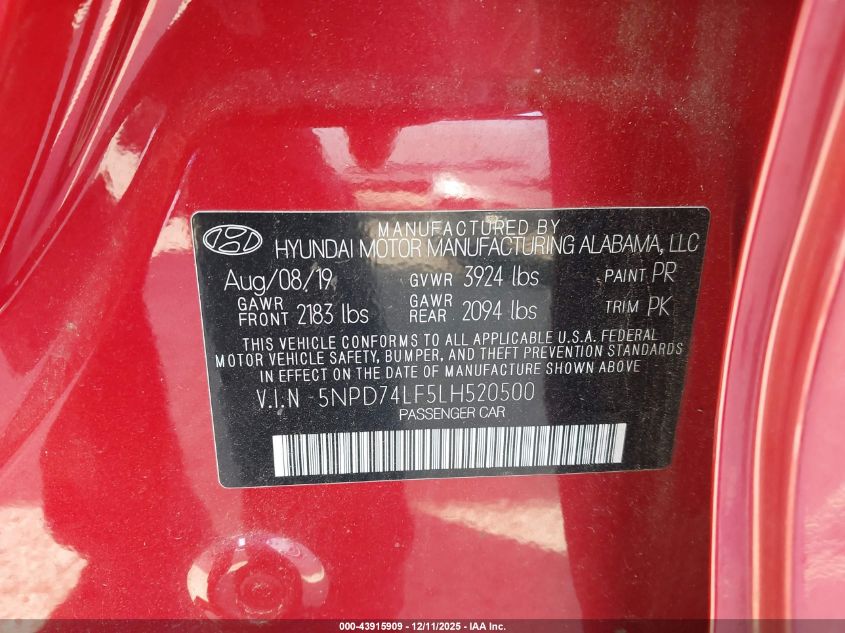 MANUFACTURED BY
HYUNDAI MOTOR MANUFACTURING ALABAMA, LLC
Aug/08/19 GVWR 3924 lbs PAINT PR
GAWR FRONT 2183 lbs GAWR REAR 2094 lbs TRIM PK
THIS VEHICLE CONFORMS TO ALL APPLICABLE U.S.A. FEDERAL
MOTOR VEHICLE SAFETY, BUMPER, AND THEFT PREVENTION STANDARDS
IN EFFECT ON THE DATE OF MANUFACTURE SHOWN ABOVE.
V.I.N 5NPD74LF5LH520500
PASSENGER CAR
000-43915909 - 12/11/2025 - IAA Inc.